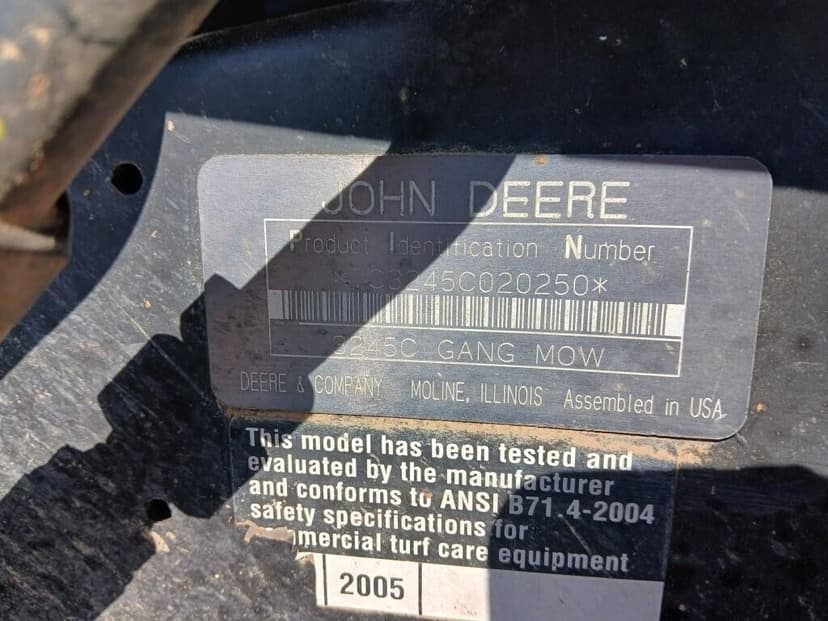 JOHN DEERE
Product Identification Number
3245C020250*
3245C GANG MOW
DEERE & COMPANY MOLINE, ILLINOIS Assembled in USA
This model has been tested and
evaluated by the manufacturer
and conforms to ANSI B71.4-2004
safety specifications for
mercial turf care equipment
2005